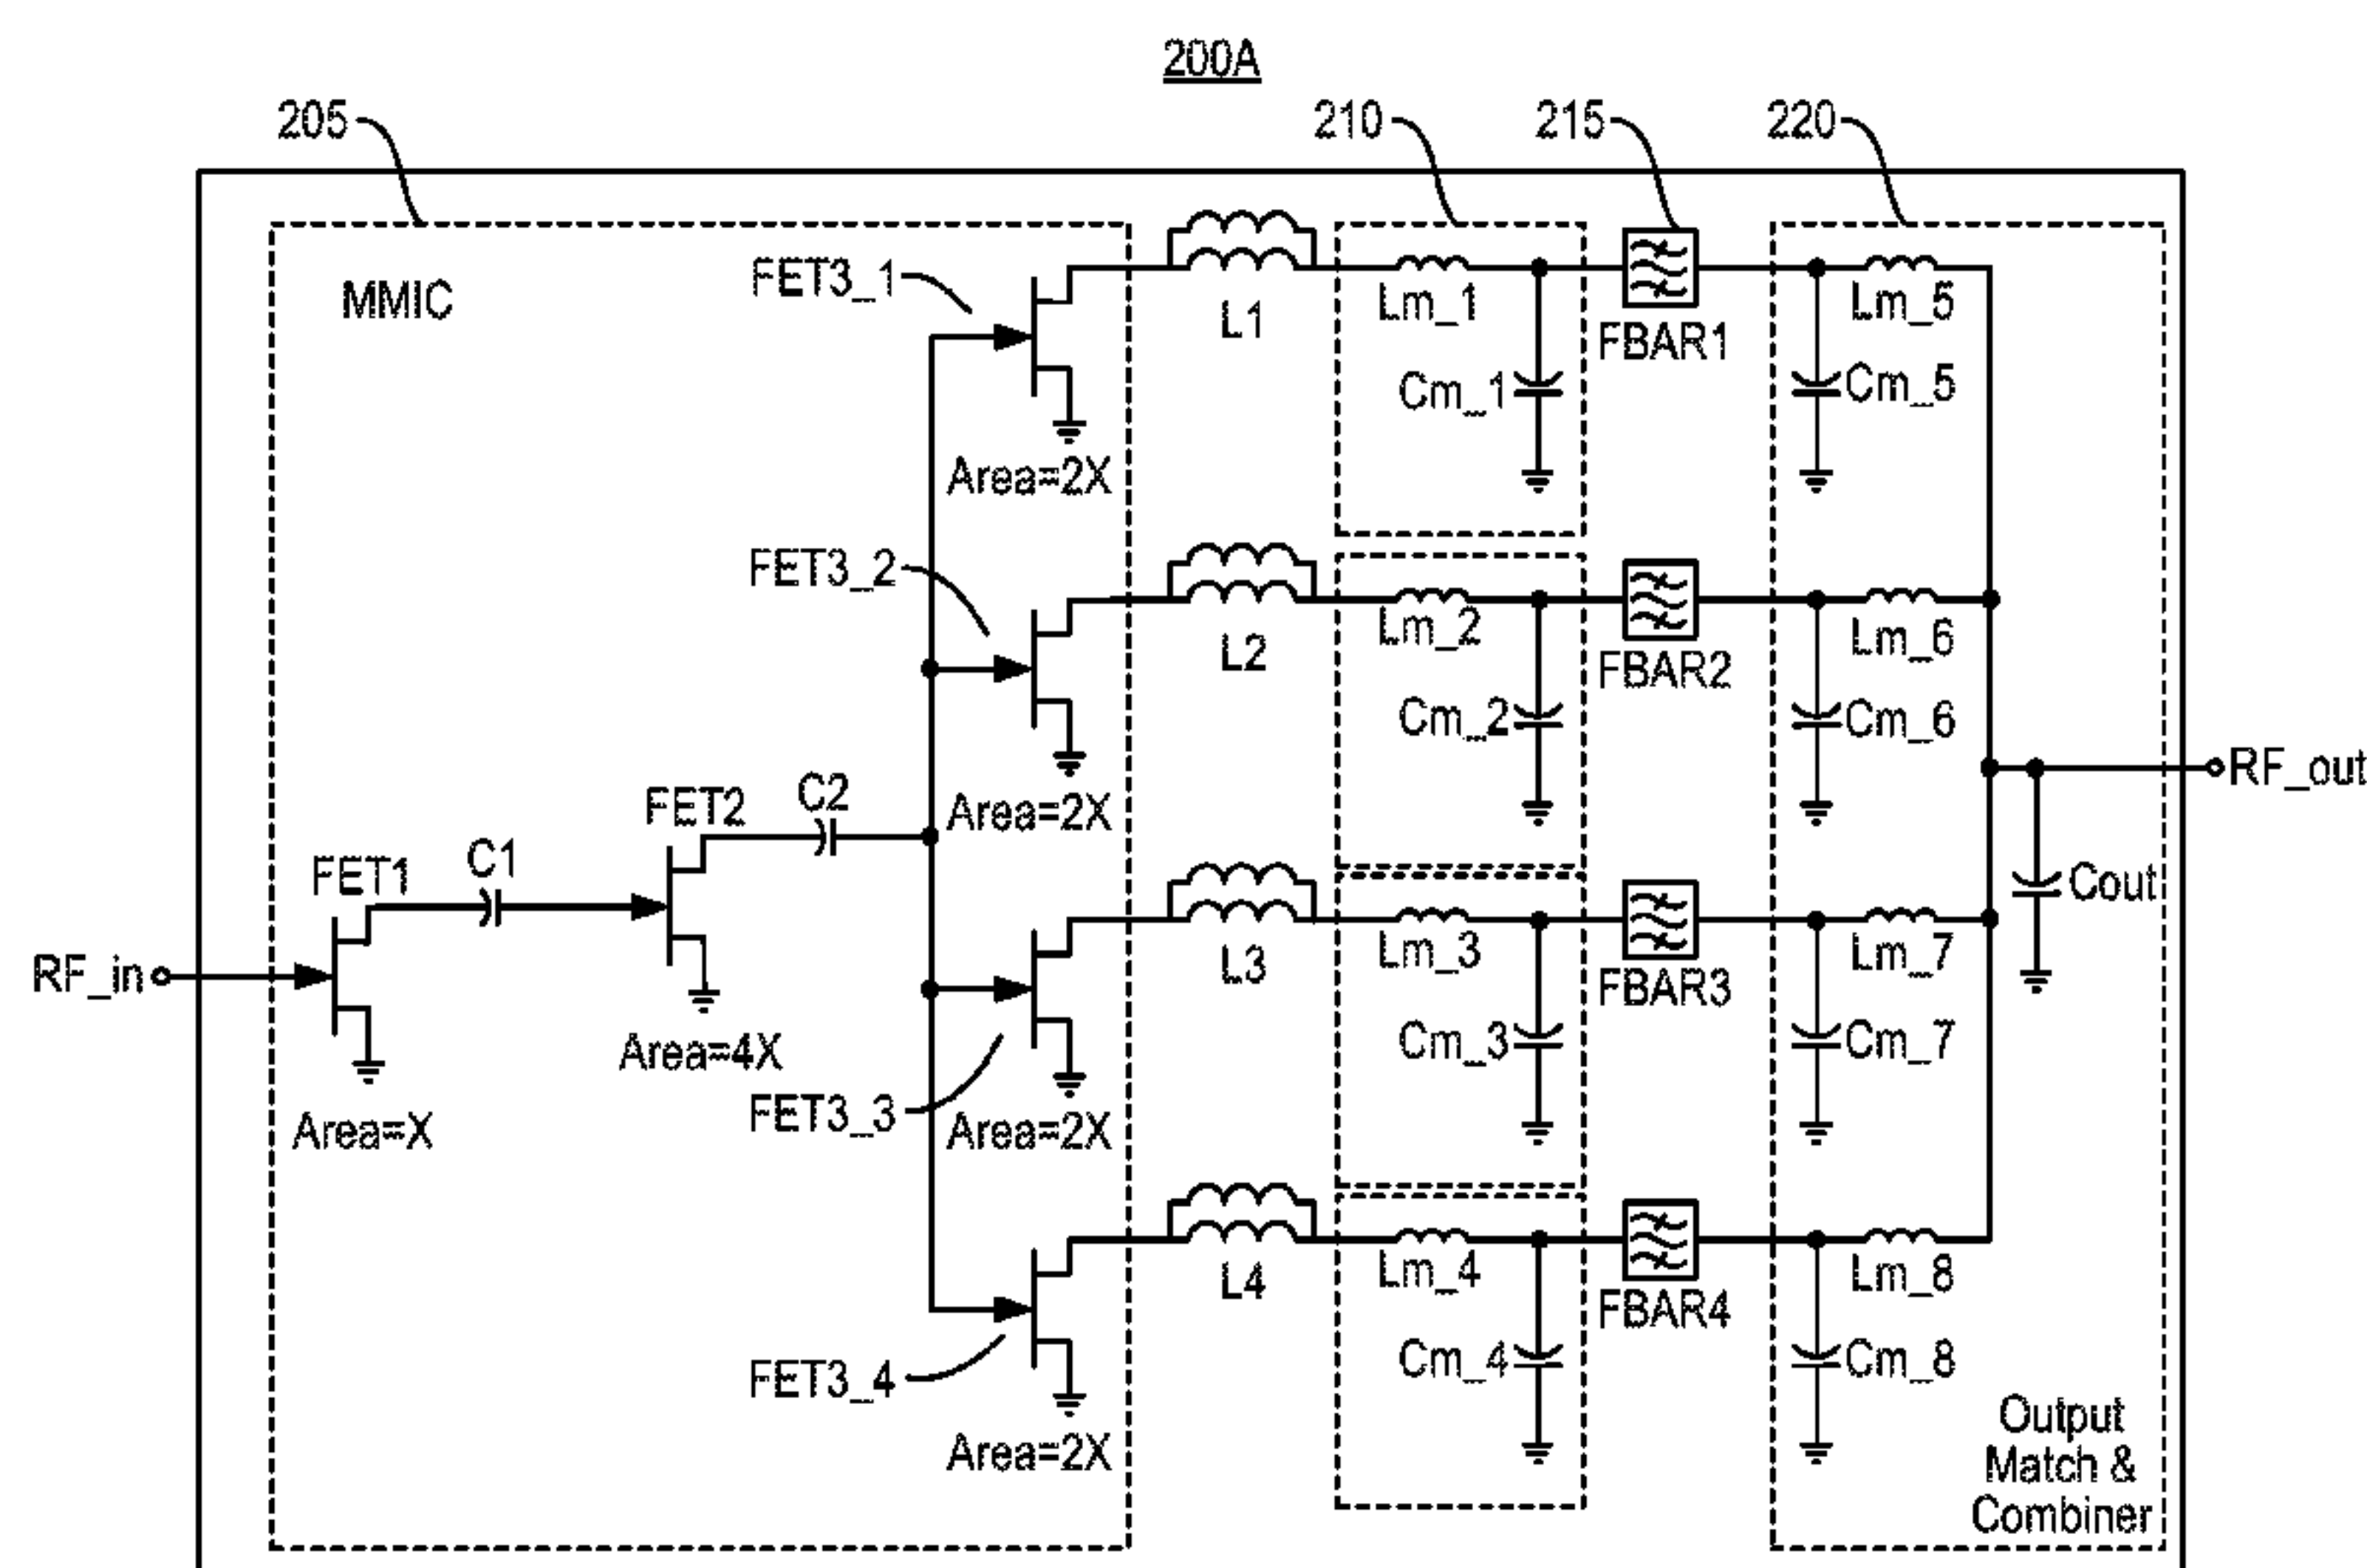 200A
205
210
215
220
MMIC
FET3_1
L1
Lm_1
FBAR1
Lm_5
Cm_1
Cm_5
Area=2X
FET3_2
L2
Lm_2
FBAR2
Lm_6
Cm_2
Cm_6
Area=2X
RF_out
FET2
C2
FET1
C1
Cout
L3
Lm_3
FBAR3
Lm_7
RF_in
Area=4X
Cm_3
Cm_7
FET3_3
Area=X
Area=2X
L4
Lm_4
FBAR4
Lm_8
FET3_4
Cm_4
Cm_8
Area=2X
Output
Match &
Combiner